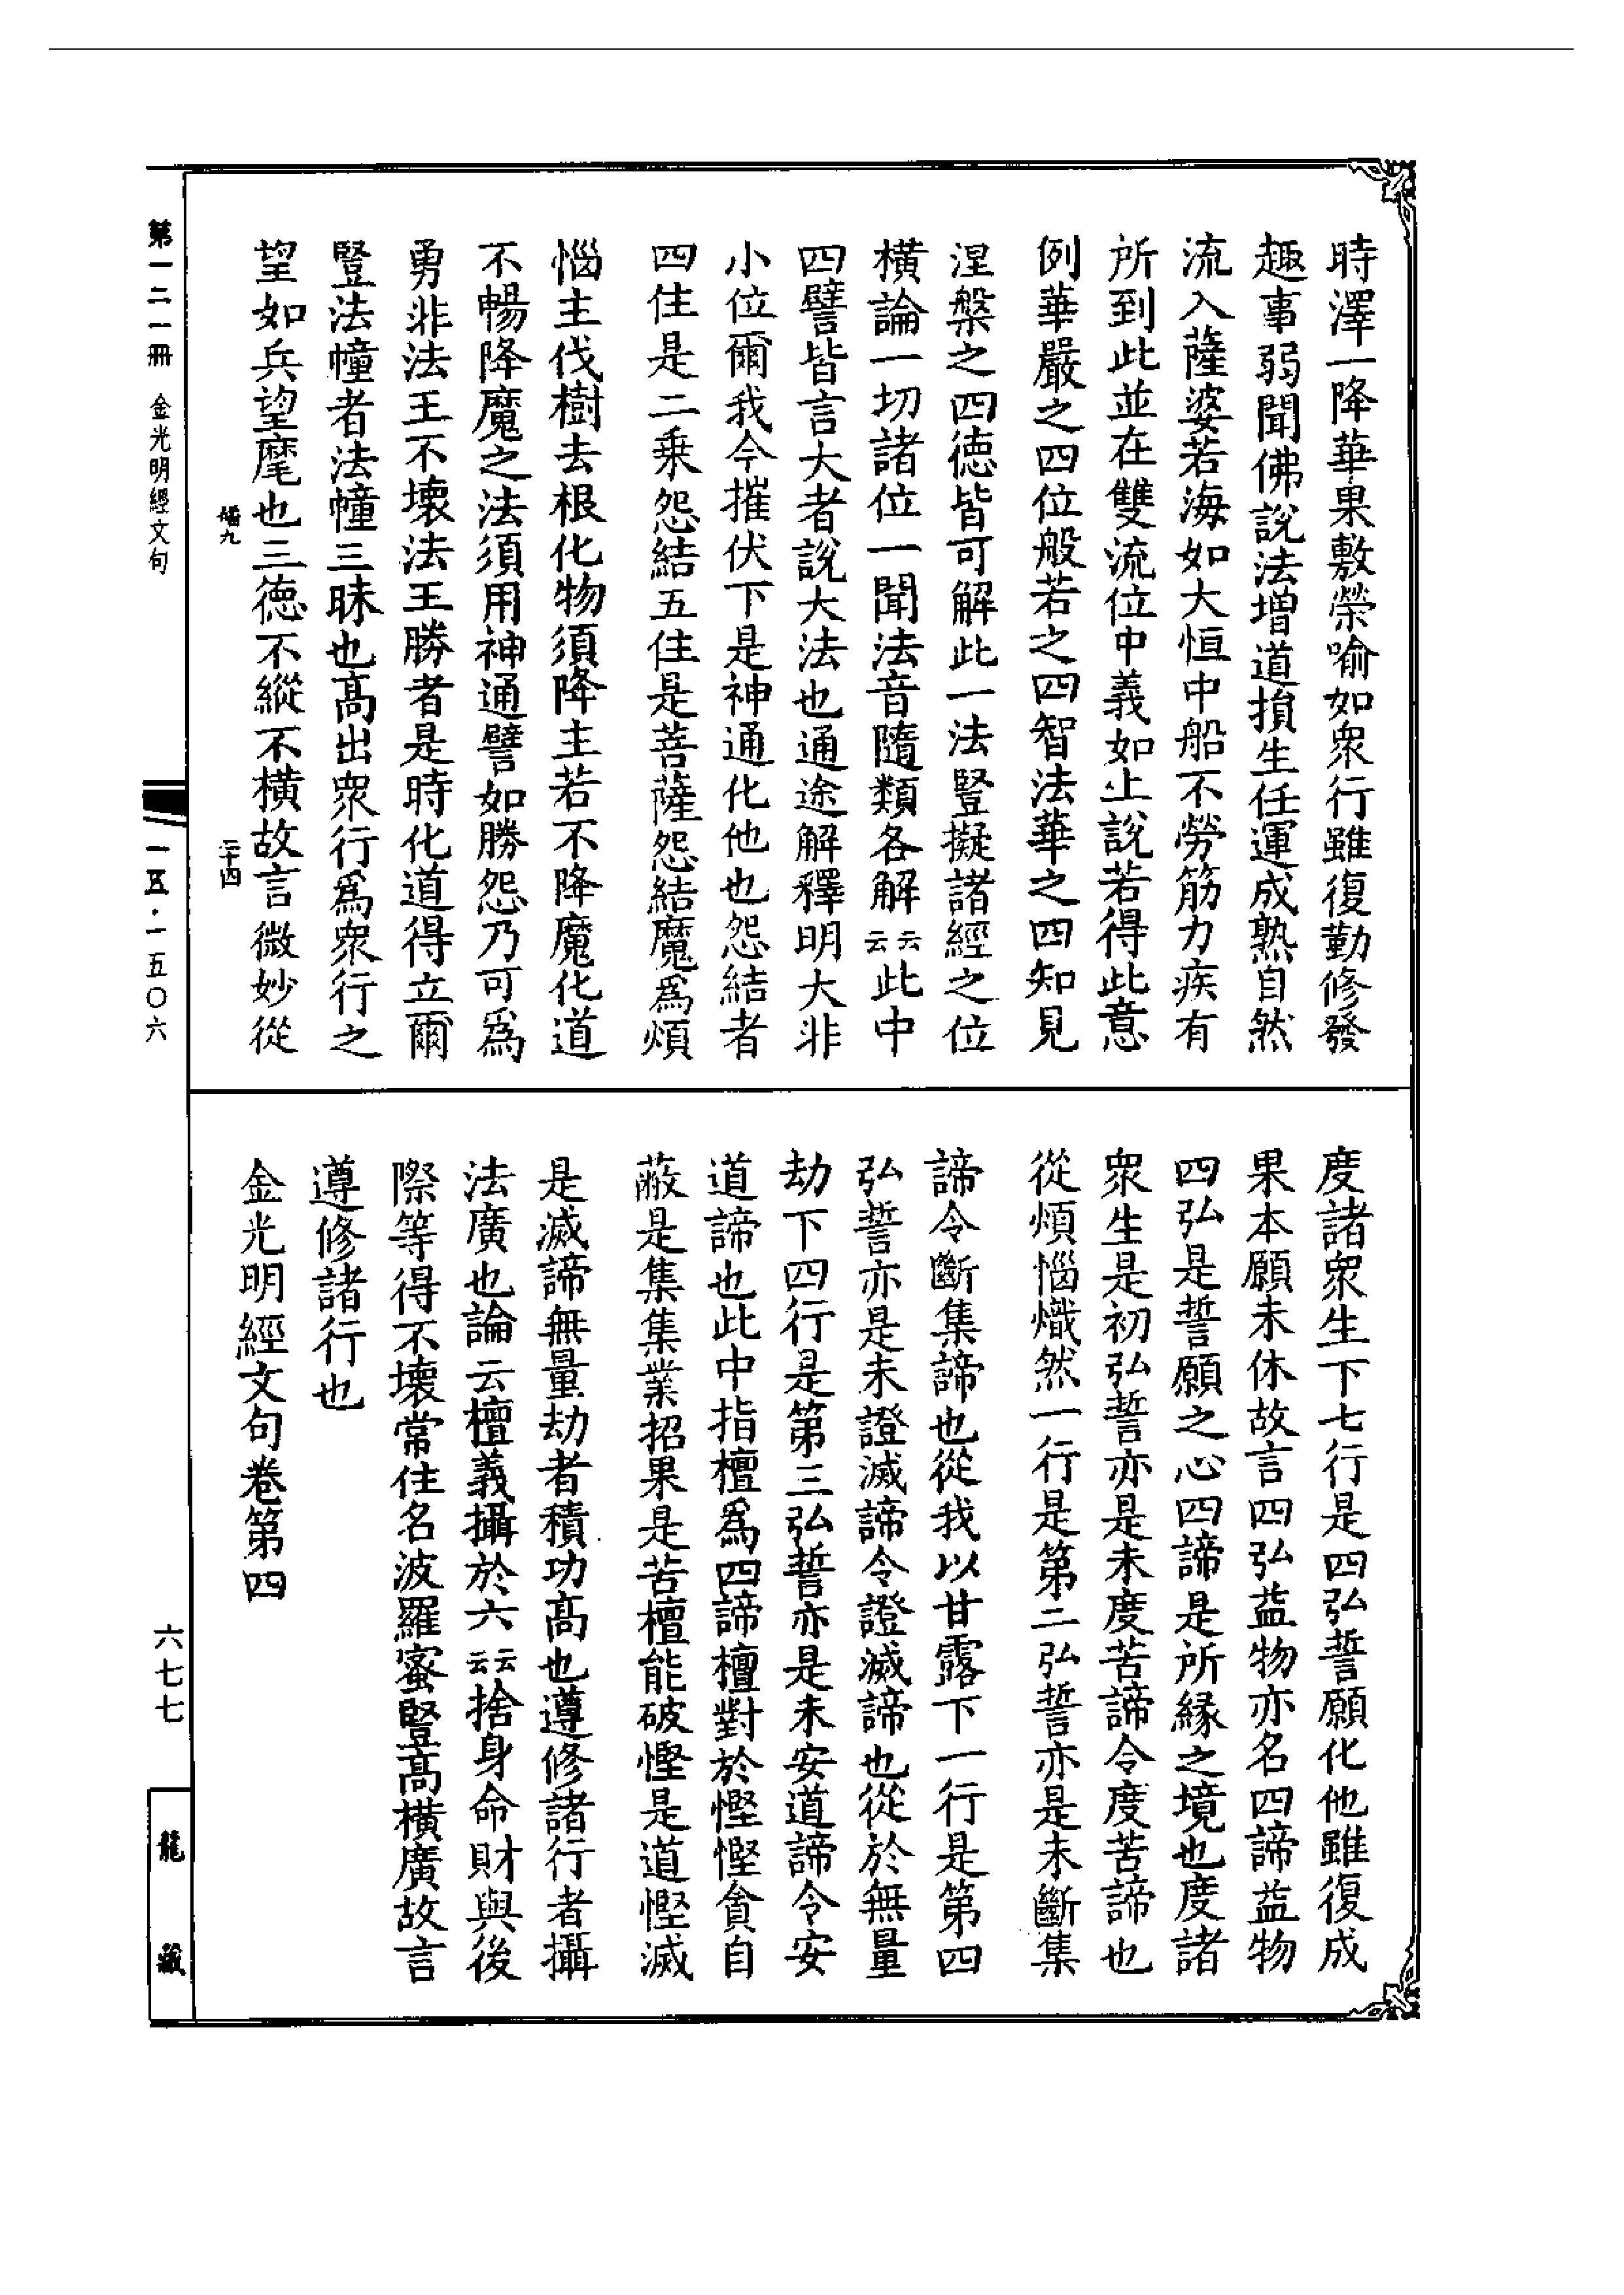 時澤一降華果敷榮喻如衆行雖復勤修發
趣事弱聞佛說法增道損生任運成熟自然
流入薩婆若海如大恒中船不勞筋力疾有
所到此並在雙流位中義如上說若得此意
例華嚴之四位般若之四智法華之四知見
涅槃之四德皆可解此一法豎擬諸經之位
橫論一切諸位一聞法音隨類各解云云此中
四譬皆言大者說大法也通途解釋明大非
小位爾我今摧伏下是神通化他也怨結者
四住是二乘怨結五住是菩薩怨結魔爲煩
惱主伐樹去根化物須降主若不降魔化道
不暢降魔之法須用神通譬如勝怨乃可爲
勇非法王不壞法王勝者是時化道得立爾
豎法幢者法幢三昧也高出衆行爲衆行之
望如兵望麾也三德不縱不橫故言微妙從
度諸衆生下七行是四弘誓願化他雖復成
果本願未休故言四弘益物亦名四諦益物
四弘是誓願之心四諦是所緣之境也度諸
衆生是初弘誓亦是未度苦諦令度苦諦也
從煩惱熾然一行是第二弘誓亦是未斷集
諦令斷集諦也從我以甘露下一行是第四
弘誓亦是未證滅諦令證滅諦也從於無量
劫下四行是第三弘誓亦是未安道諦令安
道諦也此中指檀爲四諦檀對於慳慳貪自
蔽是集集業招果是苦檀能破慳是道慳滅
是滅諦無量劫者積功高也遵修諸行者攝
法廣也論云檀義攝於六云云捨身命財與後
際等得不壞常住名波羅蜜豎高橫廣故言
遵修諸行也
金光明經文句卷第四
第一二一冊 金光明經文句
二十四
一五·一五〇六
六七七
龍藏